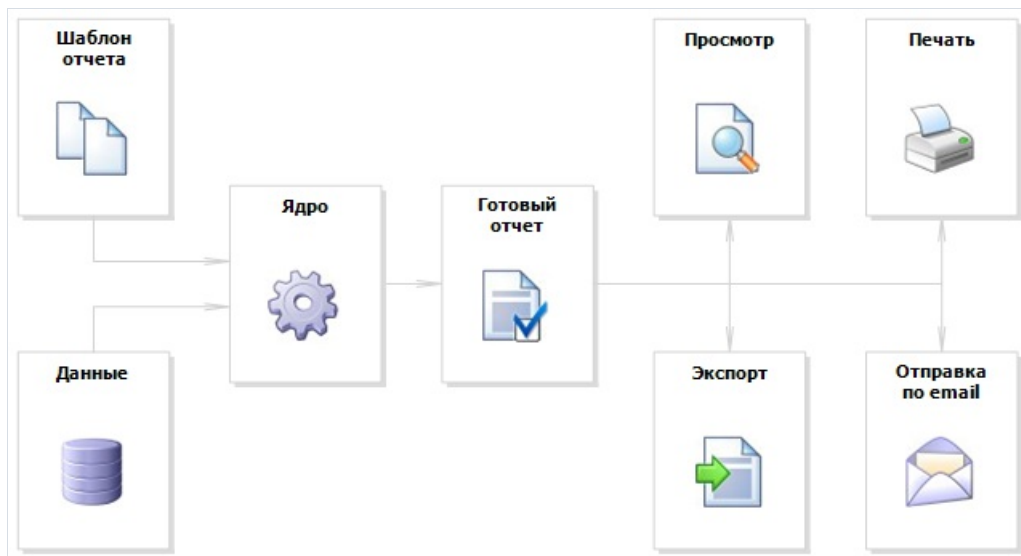 Шаблон
отчета
Просмотр
Печать
Ядро
Готовый
отчет
Данные
Экспорт
Отправка
по email